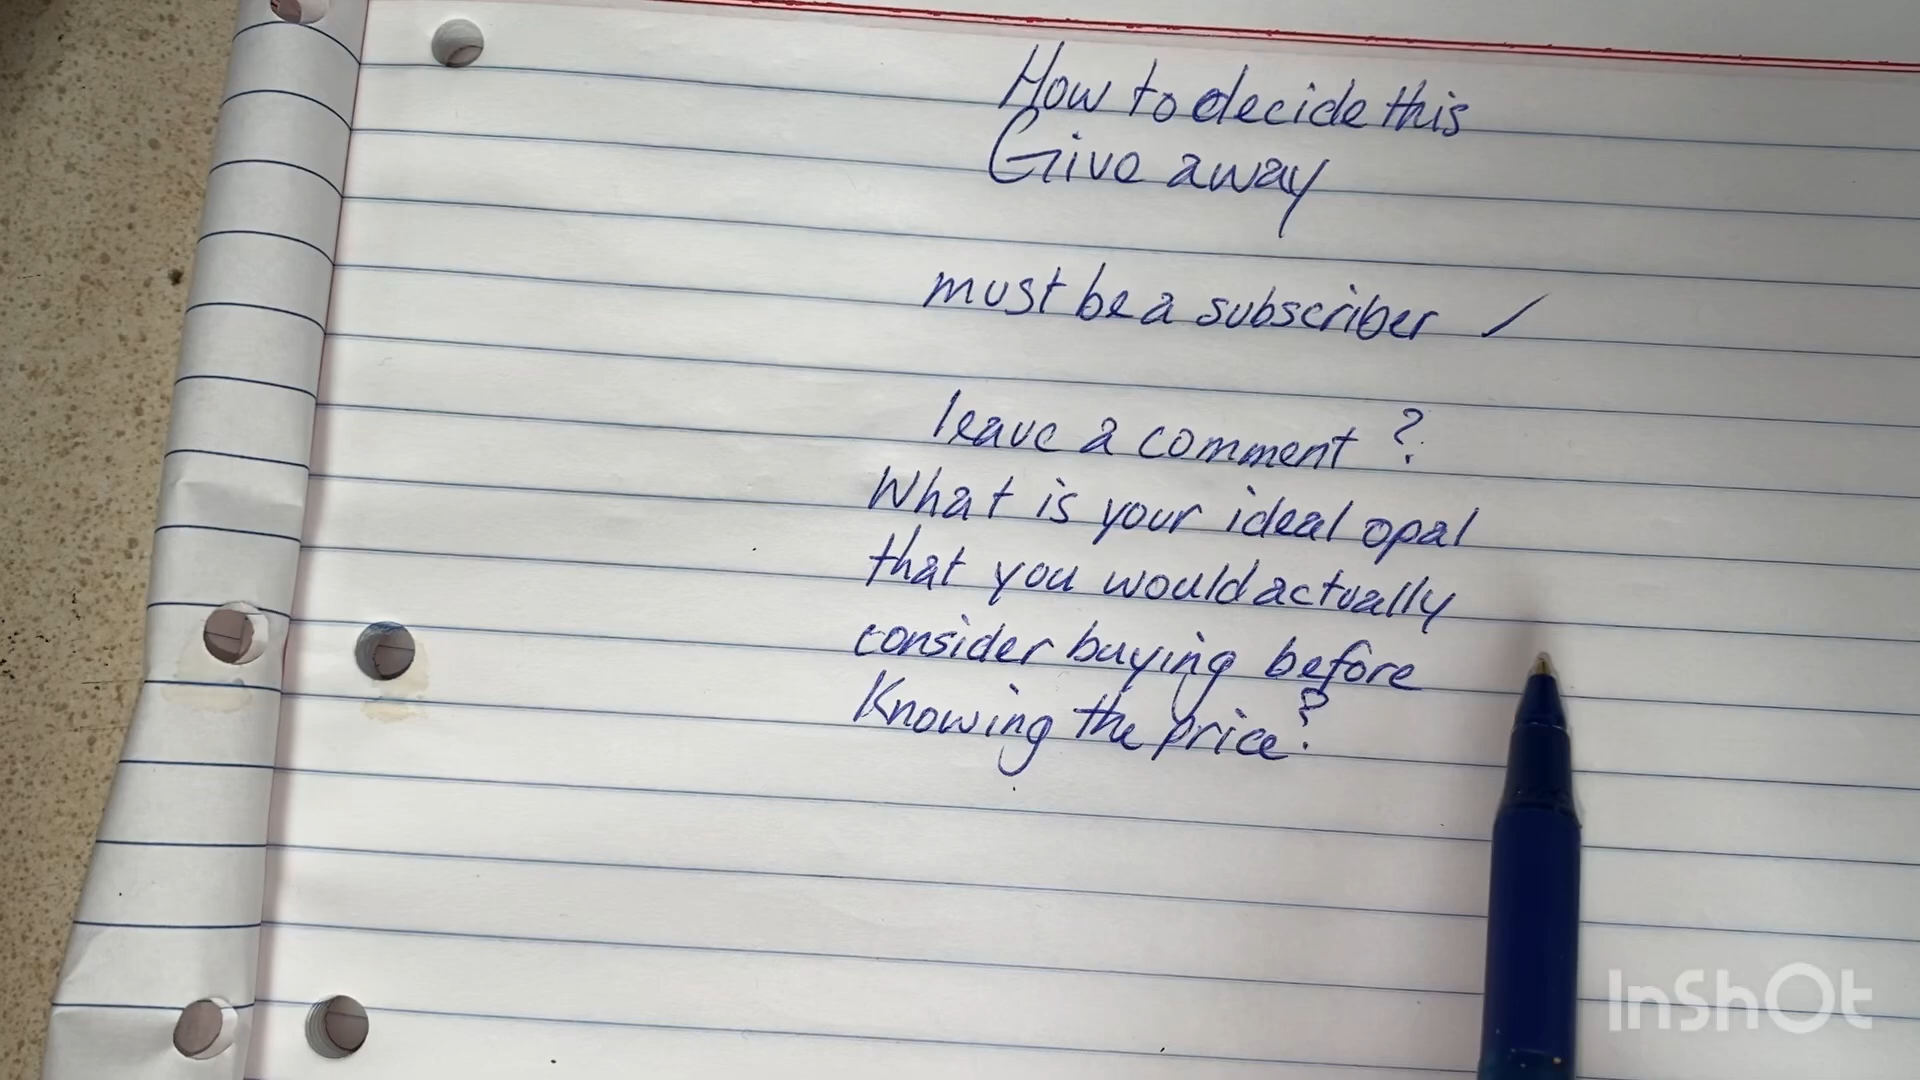 How to decide this
Give away
must be a subscriber ✓
leave a comment ?
What is your ideal opal
that you would actually
consider buying before
Knowing the price?
InShOt